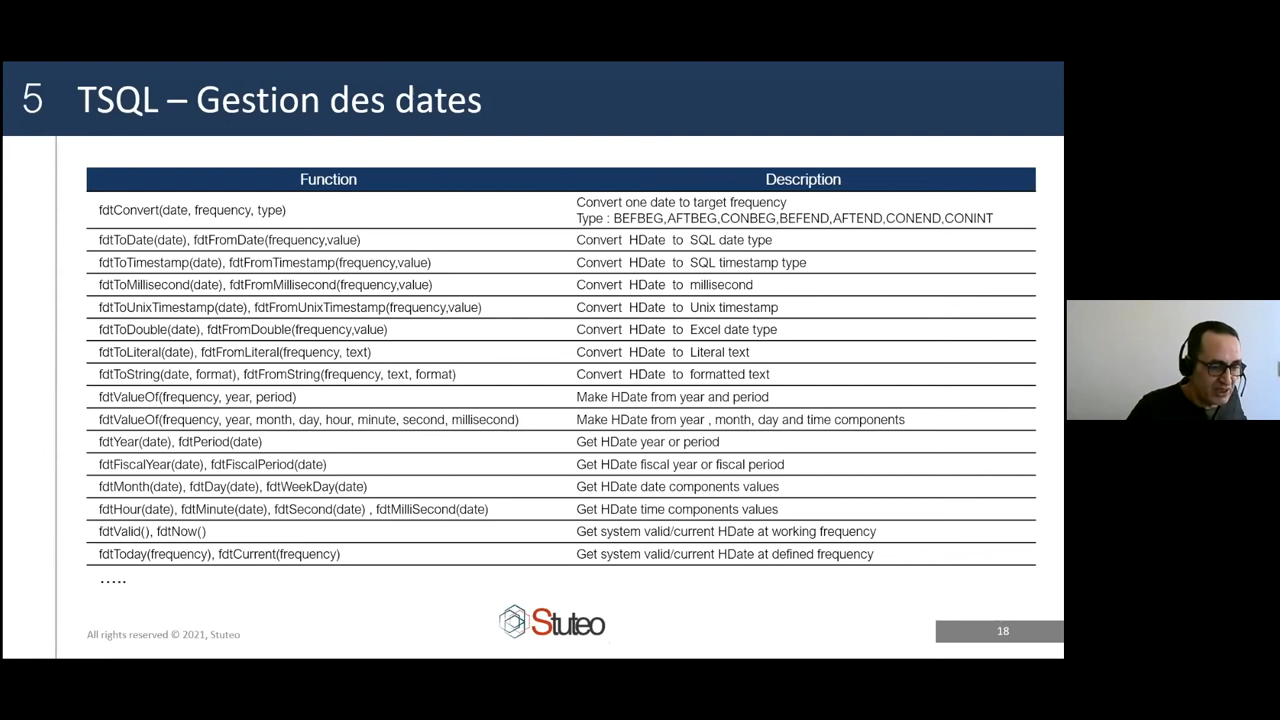 5 TSQL – Gestion des dates
Function Description
fdtConvert(date, frequency, type) Convert one date to target frequency
Type : BEFBEG,AFTBEG,CONBEG,BEFEND,AFTEND,CONEND,CONINT
fdtToDate(date), fdtFromDate(frequency,value) Convert HDate to SQL date type
fdtToTimestamp(date), fdtFromTimestamp(frequency,value) Convert HDate to SQL timestamp type
fdtToMillisecond(date), fdtFromMillisecond(frequency,value) Convert HDate to millisecond
fdtToUnixTimestamp(date), fdtFromUnixTimestamp(frequency,value) Convert HDate to Unix timestamp
fdtToDouble(date), fdtFromDouble(frequency,value) Convert HDate to Excel date type
fdtToLiteral(date), fdtFromLiteral(frequency, text) Convert HDate to Literal text
fdtToString(date, format), fdtFromString(frequency, text, format) Convert HDate to formatted text
fdtValueOf(frequency, year, period) Make HDate from year and period
fdtValueOf(frequency, year, month, day, hour, minute, second, millisecond) Make HDate from year , month, day and time components
fdtYear(date), fdtPeriod(date) Get HDate year or period
fdtFiscalYear(date), fdtFiscalPeriod(date) Get HDate fiscal year or fiscal period
fdtMonth(date), fdtDay(date), fdtWeekDay(date) Get HDate date components values
fdtHour(date), fdtMinute(date), fdtSecond(date) , fdtMilliSecond(date) Get HDate time components values
fdtValid(), fdtNow() Get system valid/current HDate at working frequency
fdtToday(frequency), fdtCurrent(frequency) Get system valid/current HDate at defined frequency
.....
All rights reserved © 2021, Stuteo
Stuteo
18